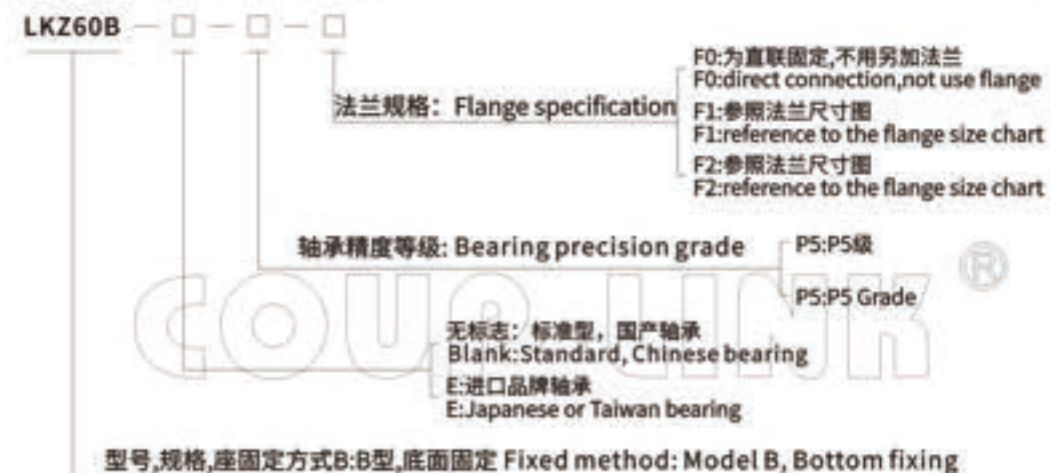 LKZ60B — □ — □ — □
F0:为直联固定,不用另加法兰
F0:direct connection,not use flange
法兰规格：Flange specification
F1:参照法兰尺寸图
F1:reference to the flange size chart
F2:参照法兰尺寸图
F2:reference to the flange size chart
轴承精度等级: Bearing precision grade
P5:P5级
P5:P5 Grade
COUP-LINK ®
无标志：标准型，国产轴承
Blank:Standard, Chinese bearing
E:进口品牌轴承
E:Japanese or Taiwan bearing
型号,规格,座固定方式B:B型,底面固定 Fixed method: Model B, Bottom fixing